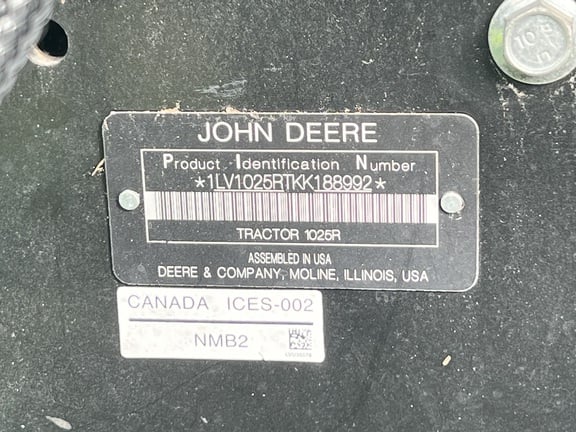 JOHN DEERE
Product Identification Number
*1LV1025RTKK188992*
TRACTOR 1025R
ASSEMBLED IN USA
DEERE & COMPANY, MOLINE, ILLINOIS, USA
CANADA ICES-002
NMB2